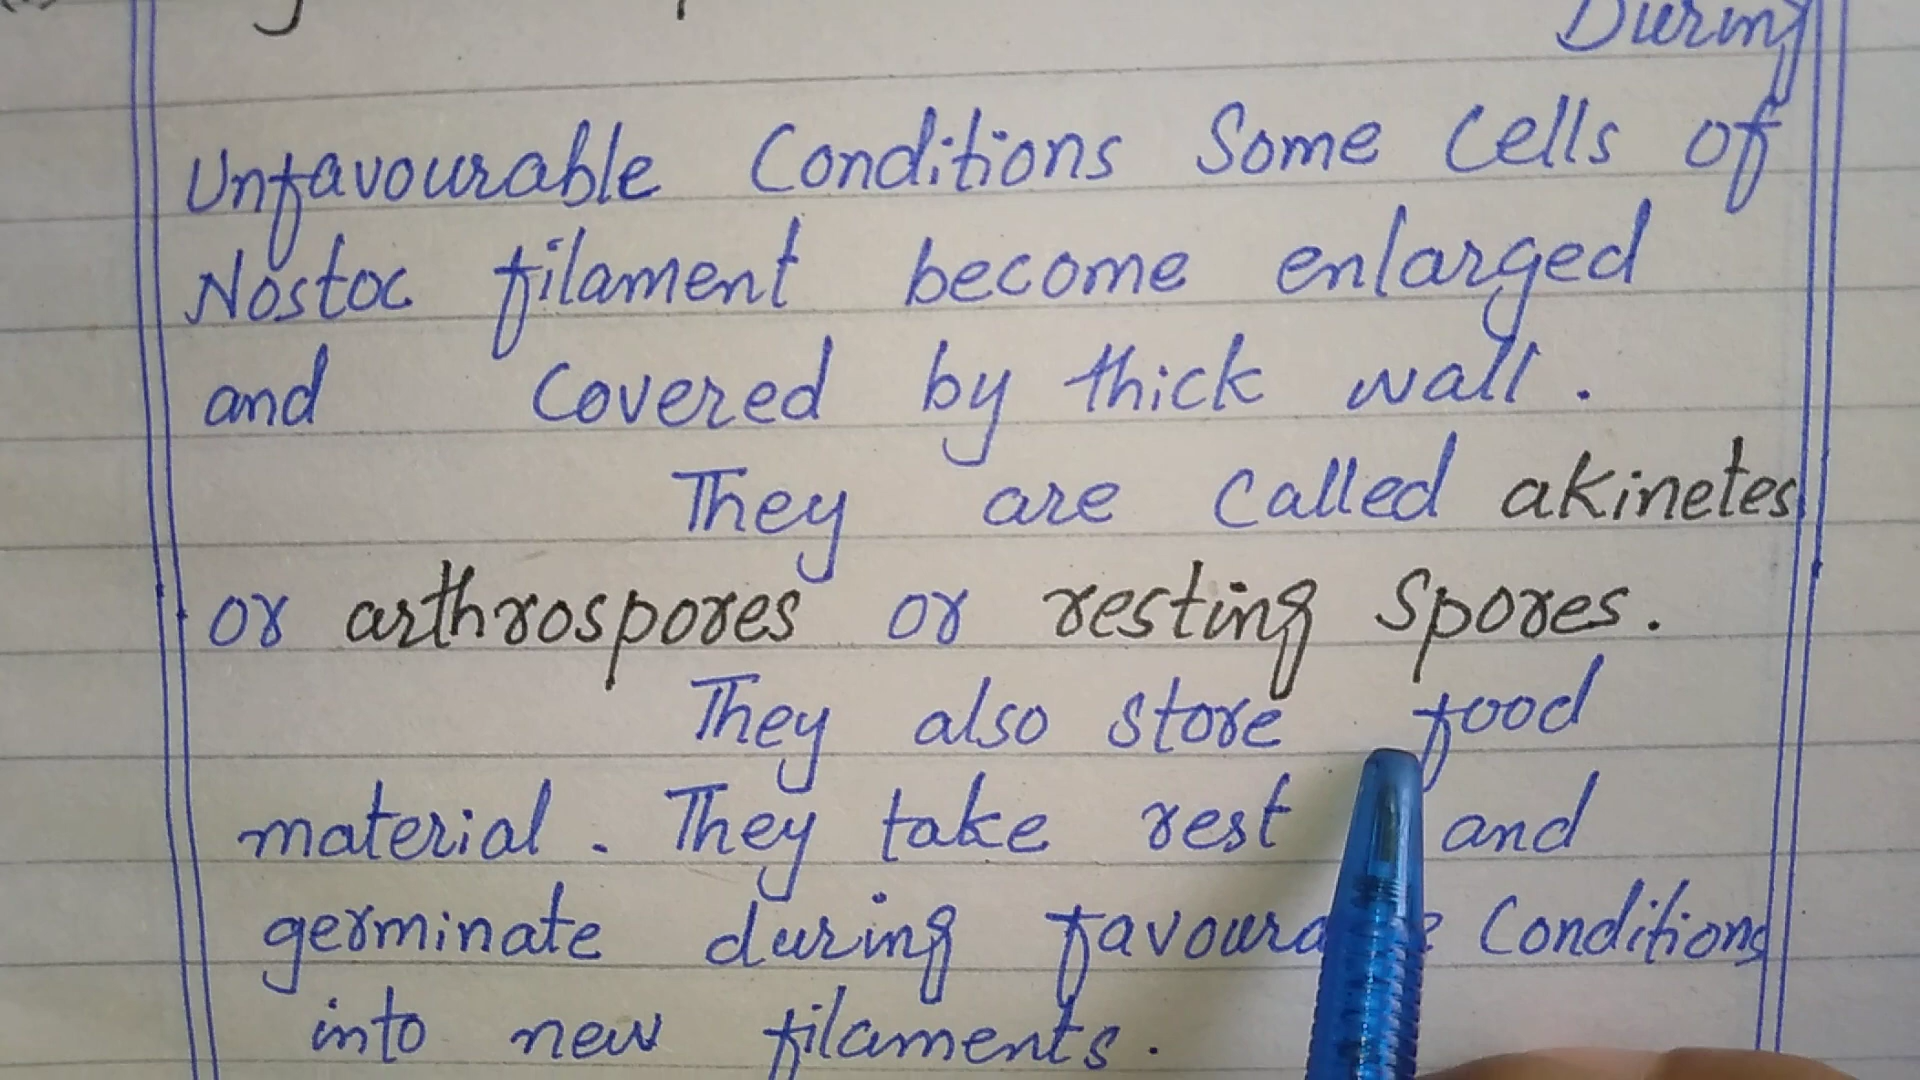 During
Unfavourable Conditions Some Cells of
Nostoc filament become enlarged
and Covered by thick wall.
They are Called akinetes
or arthrospores or resting Spores.
They also store food
material. They take rest and
germinate during Conditions
into new filaments.